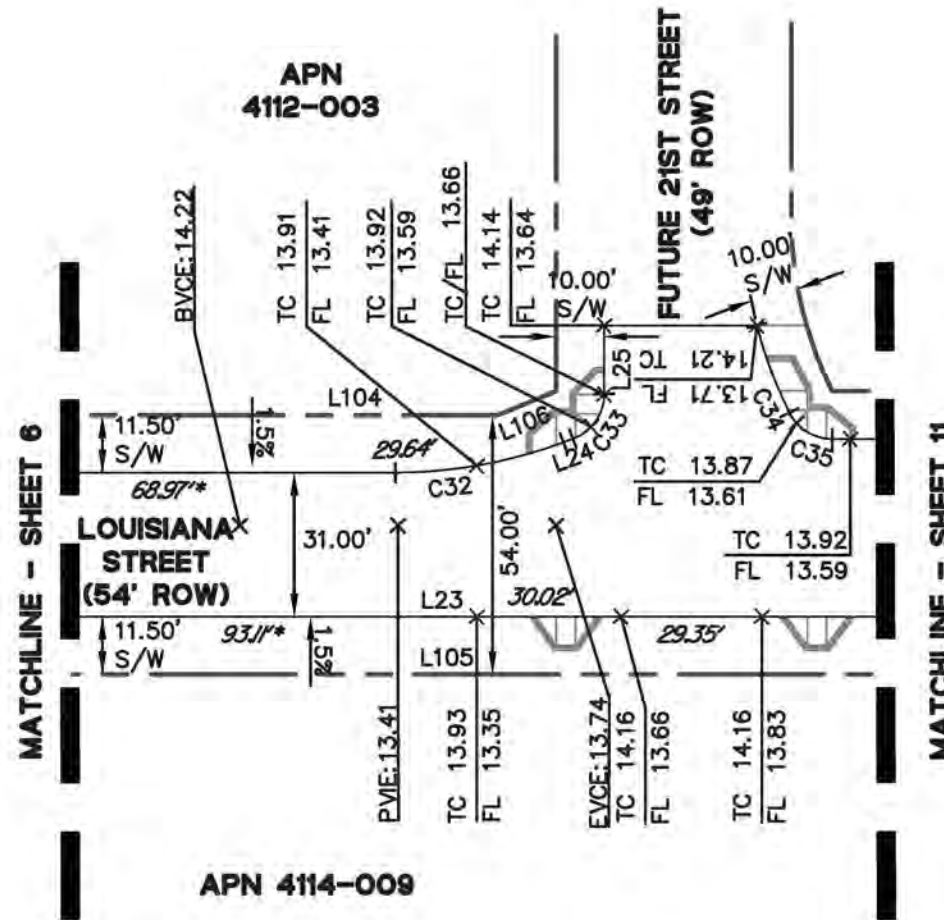 APN
4112-003
FUTURE 21ST STREET
(49' ROW)
BVCE:14.22
TC 13.91
FL 13.41
TC 13.92
FL 13.59
TC/FL 13.66
TC 14.14
FL 13.64
10.00'
S/W
10.00
S/W
L25
TC 14.21
FL 13.71
L104
L106
C33
L24
C34
C35
11.50'
S/W
1.5%
29.64'
C32
68.97'*
TC 13.87
FL 13.61
MATCHLINE - SHEET 6
LOUISIANA
STREET
(54' ROW)
31.00'
54.00'
TC 13.92
FL 13.59
MATCHLINE - SHEET 11
L23
30.02'
11.50'
S/W
93.11'*
1.5%
L105
29.35'
PVIE:13.41
TC 13.93
FL 13.35
EVCE:13.74
TC 14.16
FL 13.66
TC 14.16
FL 13.83
APN 4114-009